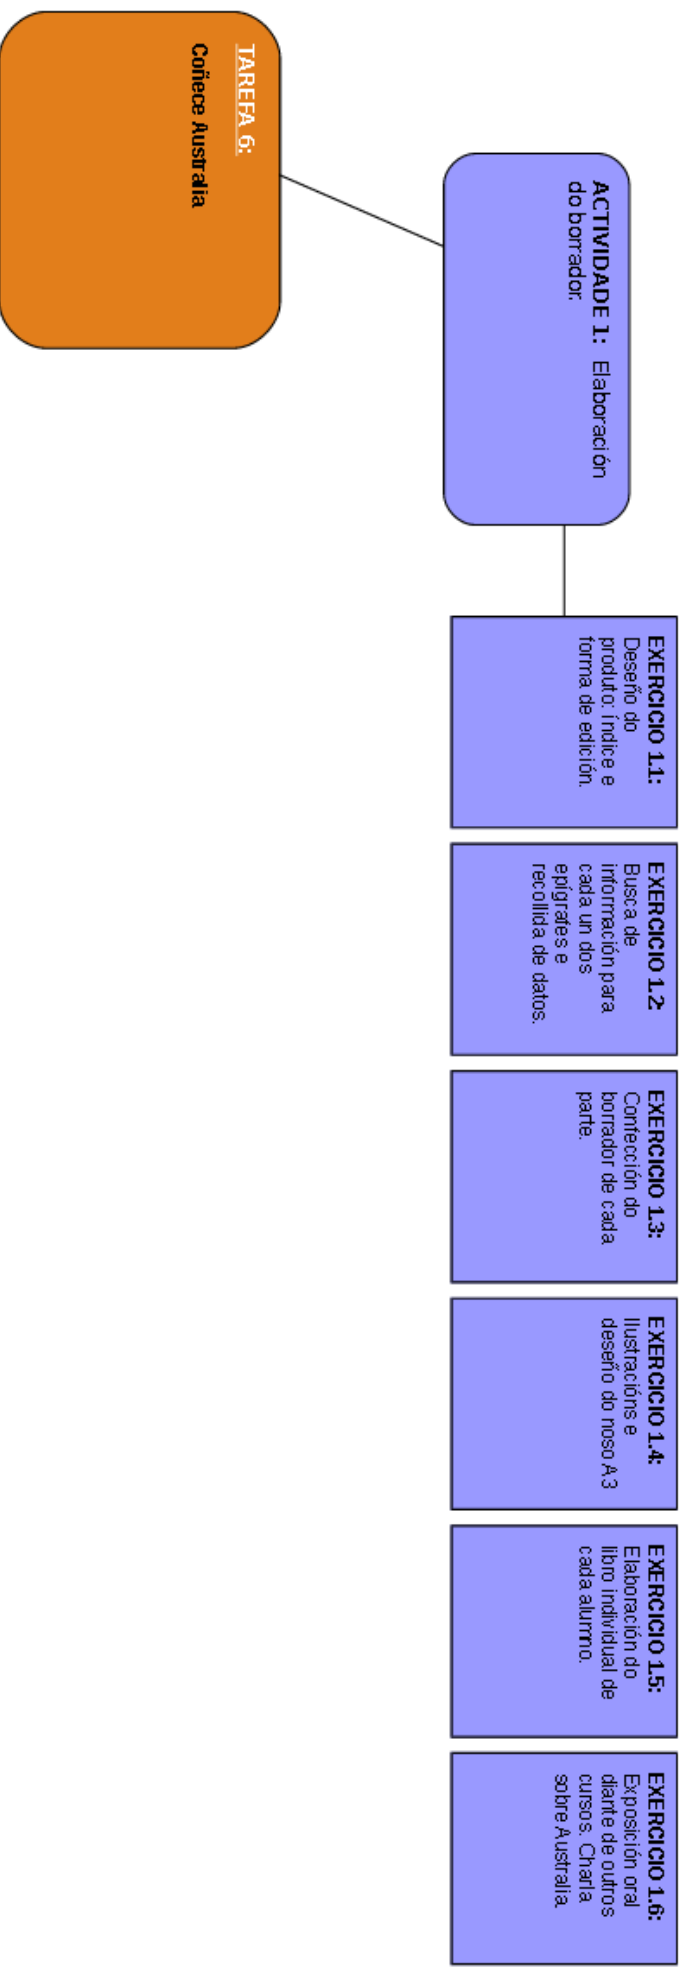 TAREFA 6:
Coñece Australia
ACTIVIDADE 1: Elaboración
do borrador.
EXERCICIO 1.1:
Deseño do
produto: índice e
forma de edición.
EXERCICIO 1.2:
Busca de
información para
cada un dos
epígrafes e
recollida de datos.
EXERCICIO 1.3:
Confección do
borrador de cada
parte.
EXERCICIO 1.4:
Ilustracións e
deseño do noso A3
EXERCICIO 1.5:
Elaboración do
libro individual de
cada alumno.
EXERCICIO 1.6:
Exposición oral
diante de outros
cursos. Charla
sobre Australia.